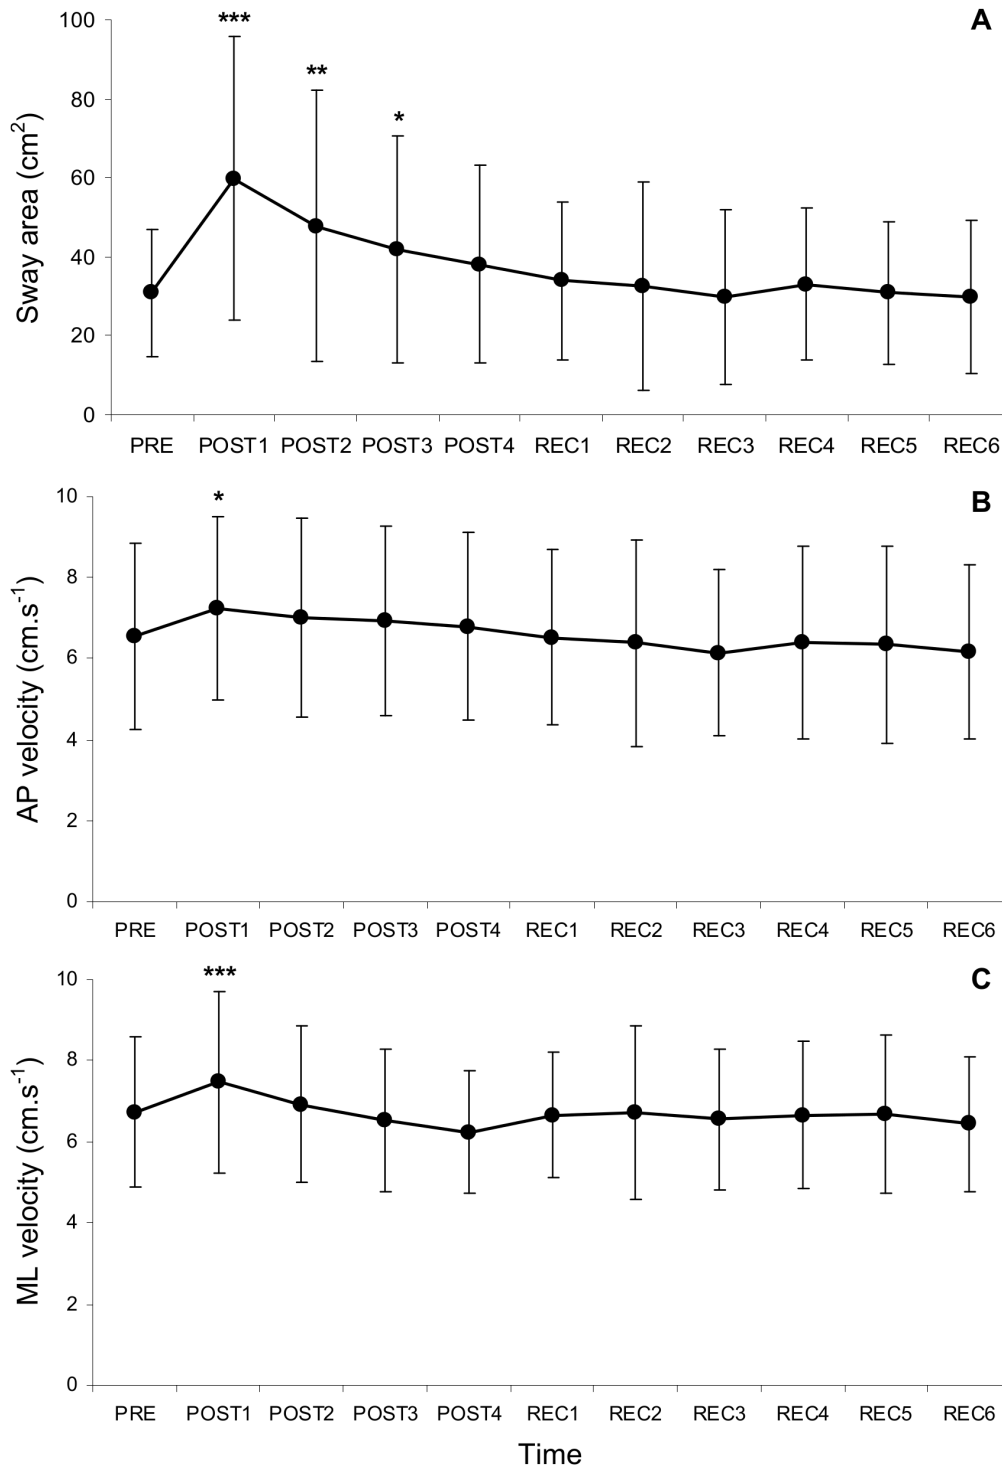 A
*** ** *
Sway area (cm²)
100
80
60
40
20
0
PRE POST1 POST2 POST3 POST4 REC1 REC2 REC3 REC4 REC5 REC6
B
*
AP velocity (cm.s⁻¹)
10
8
6
4
2
0
PRE POST1 POST2 POST3 POST4 REC1 REC2 REC3 REC4 REC5 REC6
C
***
ML velocity (cm.s⁻¹)
10
8
6
4
2
0
PRE POST1 POST2 POST3 POST4 REC1 REC2 REC3 REC4 REC5 REC6
Time